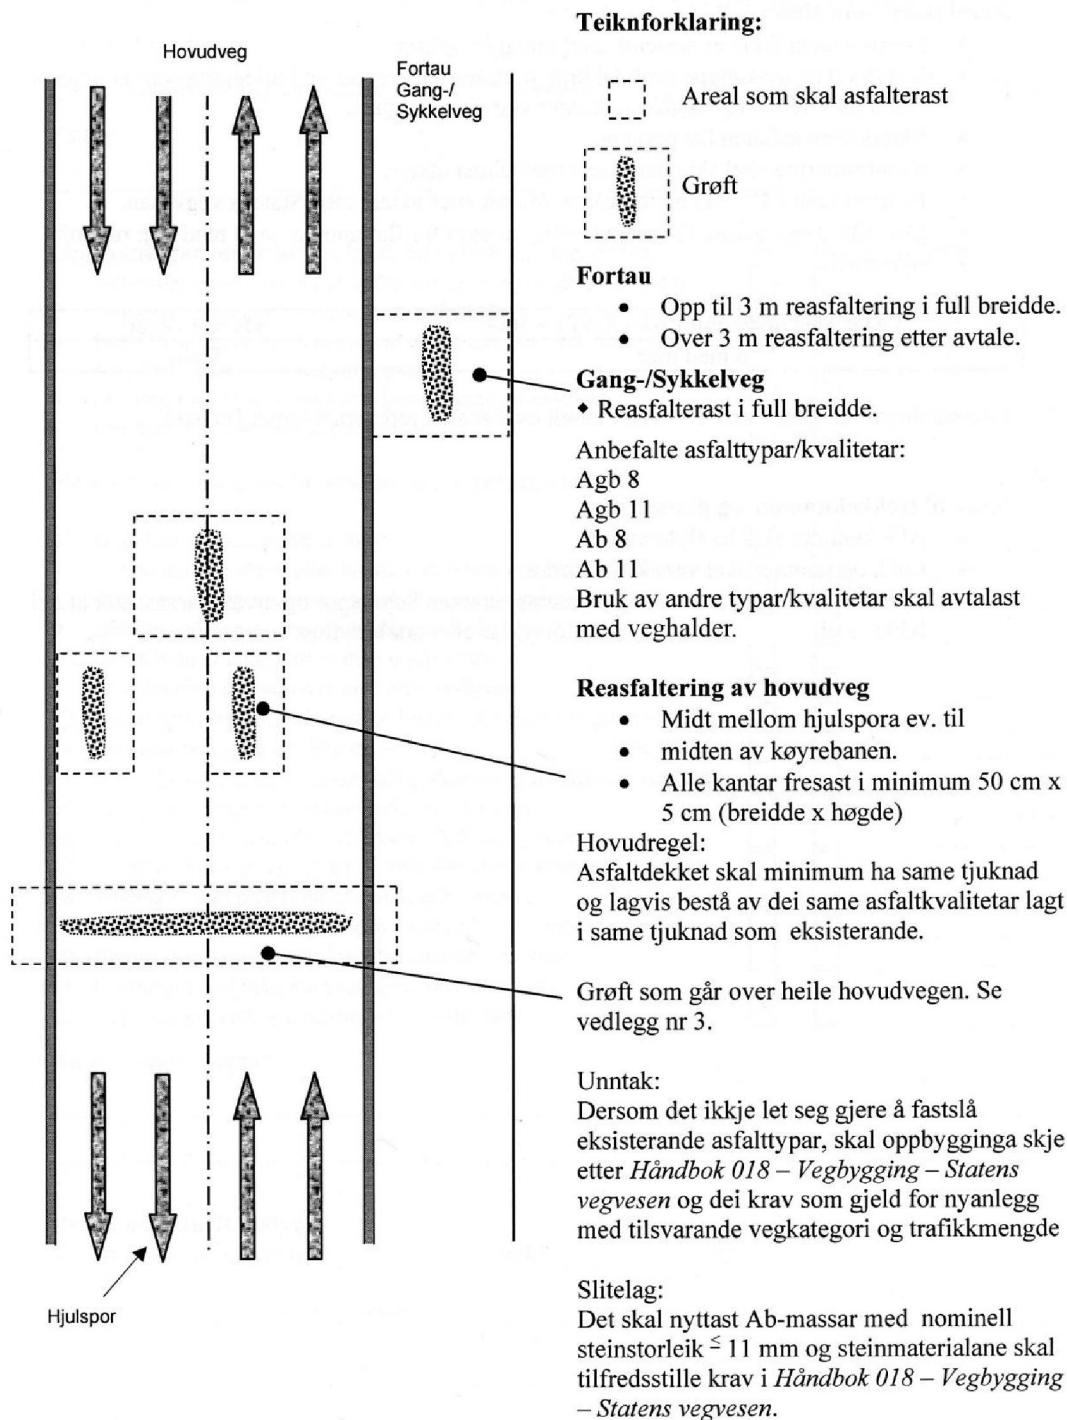 Teiknforklaring:
Hovudveg
Fortau
Gang-/
Sykkelveg
Areal som skal asfalterast
Grøft
Fortau
• Opp til 3 m reasfaltering i full breidde.
• Over 3 m reasfaltering etter avtale.
Gang-/Sykkelveg
◆ Reasfalterast i full breidde.
Anbefalte asfalttypar/kvalitetar:
Agb 8
Agb 11
Ab 8
Ab 11
Bruk av andre typar/kvalitetar skal avtalast
med veghalder.
Reasfaltering av hovudveg
• Midt mellom hjulspora ev. til
• midten av køyrebanen.
• Alle kantar fresast i minimum 50 cm x
5 cm (breidde x høgde)
Hovudregel:
Asfaltdekket skal minimum ha same tjuknad
og lagvis bestå av dei same asfaltkvalitetar lagt
i same tjuknad som eksisterande.
Grøft som går over heile hovudvegen. Se
vedlegg nr 3.
Unntak:
Dersom det ikkje let seg gjere å fastslå
eksisterande asfalttypar, skal oppbygginga skje
etter Håndbok 018 – Vegbygging – Statens
vegvesen og dei krav som gjeld for nyanlegg
med tilsvarande vegkategori og trafikkmengde
Hjulspor
Slitelag:
Det skal nyttast Ab-massar med nominell
steinstorleik ≤ 11 mm og steinmaterialane skal
tilfredsstille krav i Håndbok 018 – Vegbygging
– Statens vegvesen.